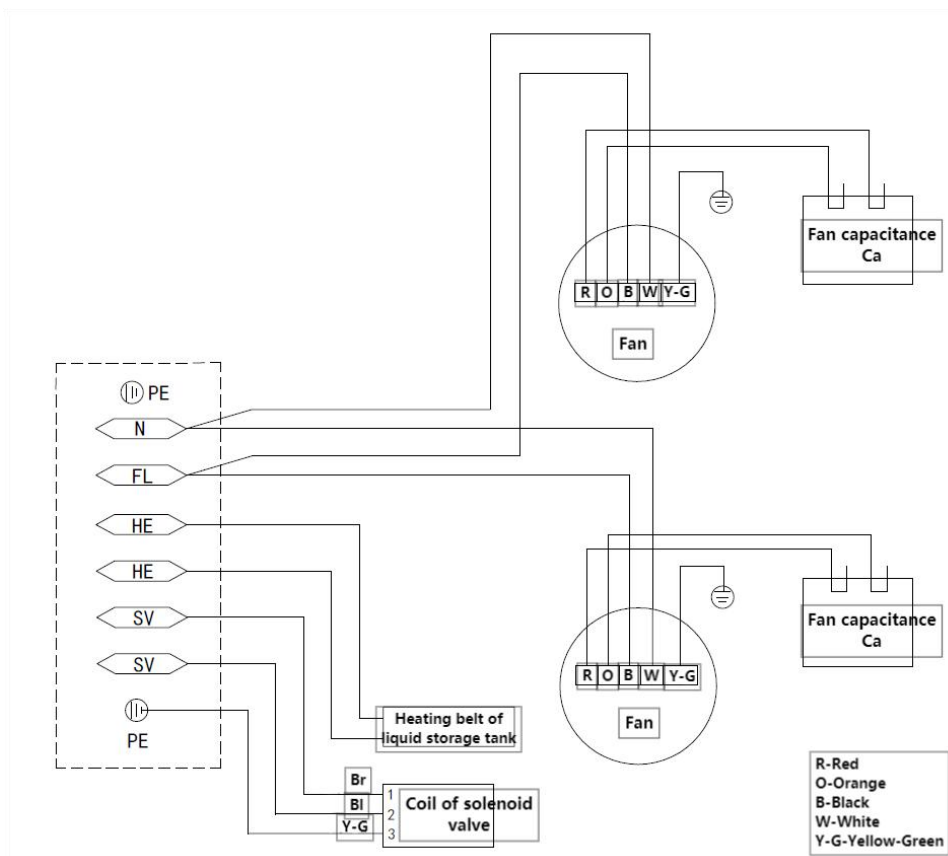 Fan capacitance
Ca
R O B W Y-G
Fan
PE
N
FL
HE
HE
SV
SV
PE
Fan capacitance
Ca
R O B W Y-G
Fan
Heating belt of
liquid storage tank
Br
Bl
Y-G
1
2
3
Coil of solenoid
valve
R-Red
O-Orange
B-Black
W-White
Y-G-Yellow-Green